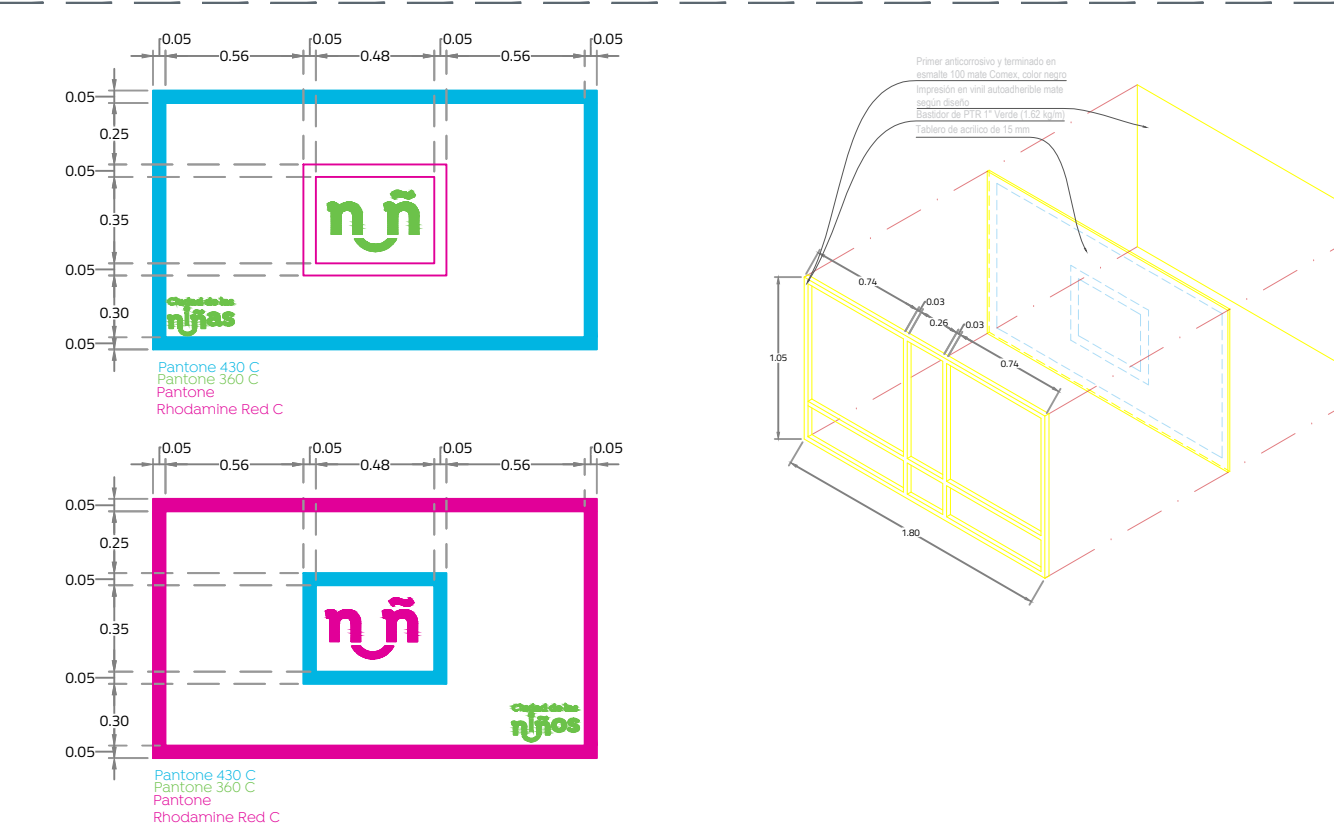 0.05 0.05 0.05 0.05
0.56 0.48 0.56
0.05
0.25
0.05
0.35
0.05
0.30
0.05
nñ
Ciudad de las
niñas
Pantone 430 C
Pantone 360 C
Pantone
Rhodamine Red C
0.05 0.05 0.05 0.05
0.56 0.48 0.56
0.05
0.25
0.05
0.35
0.05
0.30
0.05
nñ
Ciudad de los
niños
Pantone 430 C
Pantone 360 C
Pantone
Rhodamine Red C
Primer anticorrosivo y terminado en
esmalte 100 mate Comex, color negro
Impresión en vinil autoadherible mate
según diseño
Bastidor de PTR 1" Verde (1.62 kg/m)
Tablero de acrílico de 15 mm
0.74
0.03
0.26
0.03
0.74
1.05
1.80